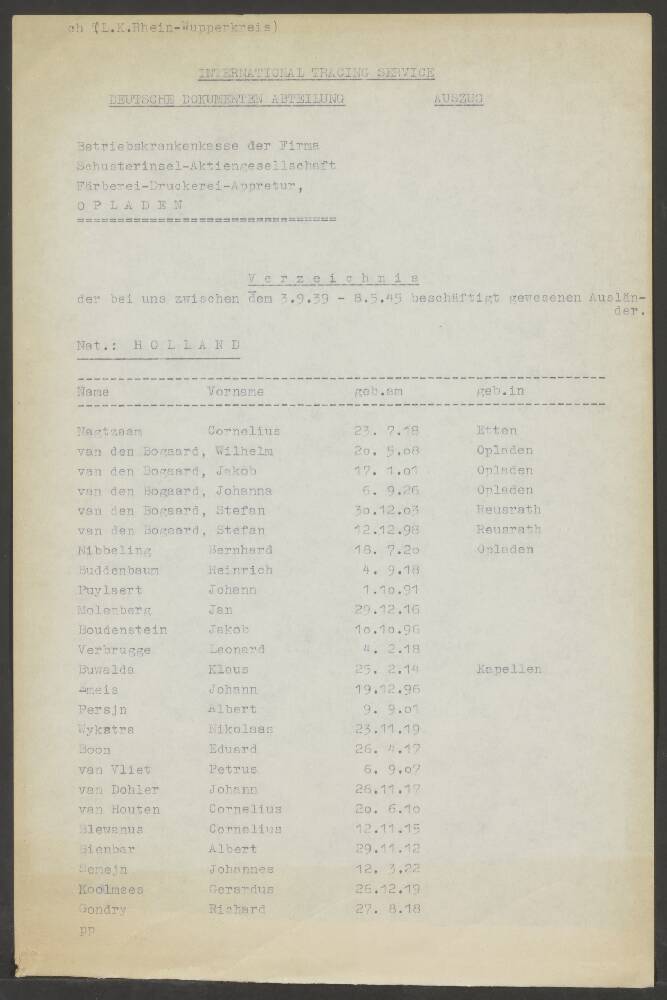 ch (L.K.Rhein-Wupperkreis)
INTERNATIONAL TRACING SERVICE
DEUTSCHE DOKUMENTEN ABTEILUNG AUSZUG
Betriebskrankenkasse der Firma
Schusterinsel-Aktiengesellschaft
Färberei-Druckerei-Appretur,
O P L A D E N
================================
V e r z e i c h n i s
der bei uns zwischen dem 3.9.39 - 8.5.45 beschäftigt gewesenen Auslän-
der.
Nat.: H O L L A N D
Name Vorname geb.am geb.in
Nagtzaam Cornelius 23. 7.18 Etten
van den Bogaard, Wilhelm 2o. 5.o8 Opladen
van den Bogaard, Jakob 17. 1.o1 Opladen
van den Bogaard, Johanna 6. 9.26 Opladen
van den Bogaard, Stefan 3o.12.o3 Reusrath
van den Bogaard, Stefan 12.12.98 Reusrath
Nibbeling Bernhard 18. 7.2o Opladen
Buddenbaum Heinrich 4. 9.18
Puylaert Johann 1.1o.91
Molenberg Jan 29.12.16
Boudenstein Jakob 1o.1o.96
Verbrugge Leonard 4. 2.18
Buwalda Klaus 25. 2.14 Kapellen
Ameis Johann 19.12.96
Persjn Albert 9. 9.o1
Wykstra Nikolaas 23.11.19
Boon Eduard 26. 4.17
van Vliet Petrus 6. 9.o7
van Dohler Johann 26.11.17
van Houten Cornelius 2o. 6.1o
Blewanus Cornelius 12.11.15
Bienbar Albert 29.11.12
Semejn Johannes 12. 3.22
Koolmees Gerardus 26.12.19
Gondry Richard 27. 8.18
pp